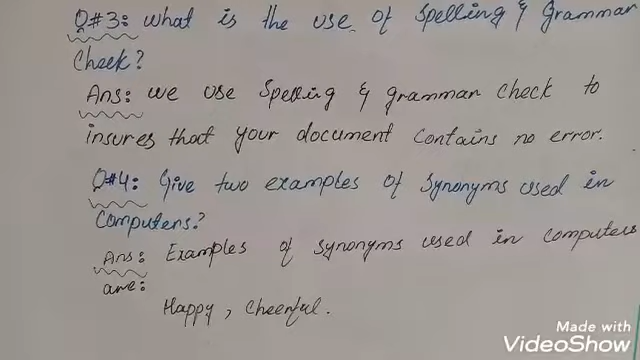 Q#3: What is the use of Spelling & Grammar
Check?
Ans: We use Spelling & grammar check to
insures that your document contains no error.
Q#4: Give two examples of Synonyms used in
Computers?
Ans: Examples of synonyms used in computers
are:
Happy, Cheerful.
Made with
VideoShow